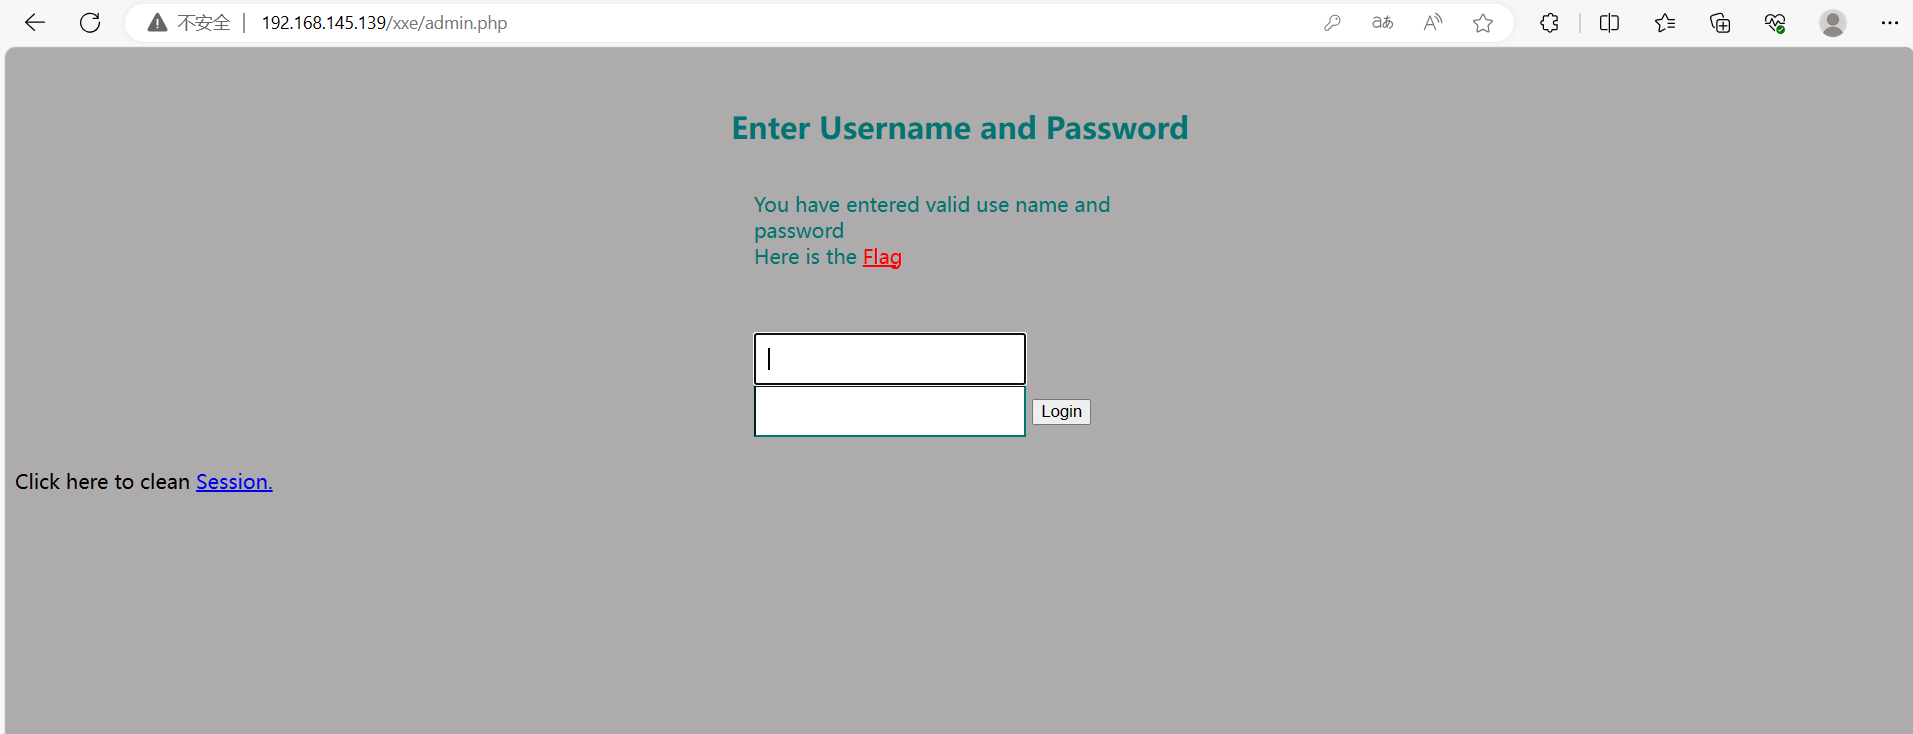 不安全 192.168.145.139/xxe/admin.php
Enter Username and Password
You have entered valid use name and
password
Here is the Flag
Login
Click here to clean Session.